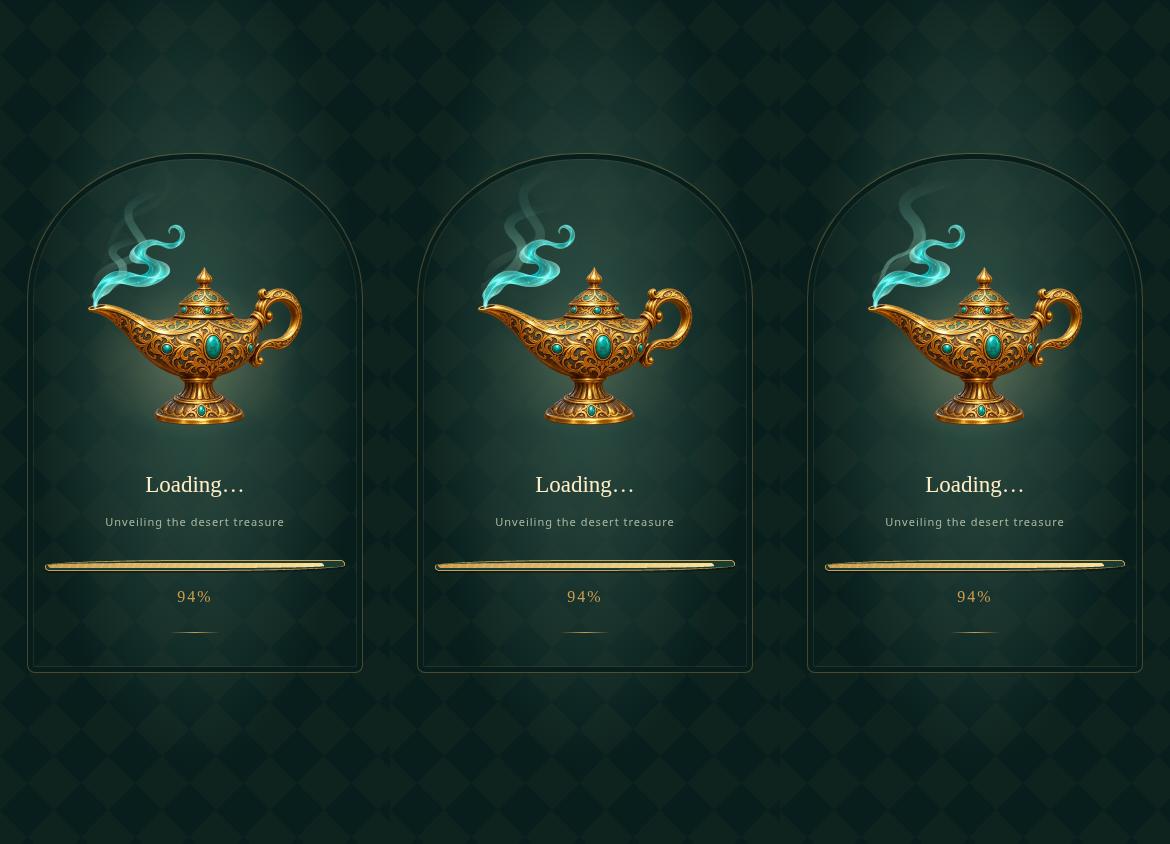 Loading…
Unveiling the desert treasure
94%
Loading…
Unveiling the desert treasure
94%
Loading…
Unveiling the desert treasure
94%